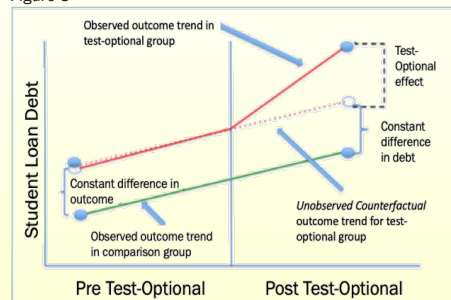 Observed outcome trend in
test-optional group
Test-
Optional
effect
Constant
difference
in debt
Student Loan Debt
Constant difference in
outcome
Unobserved Counterfactual
outcome trend for test-
optional group
Observed outcome trend
in comparison group
Pre Test-Optional
Post Test-Optional